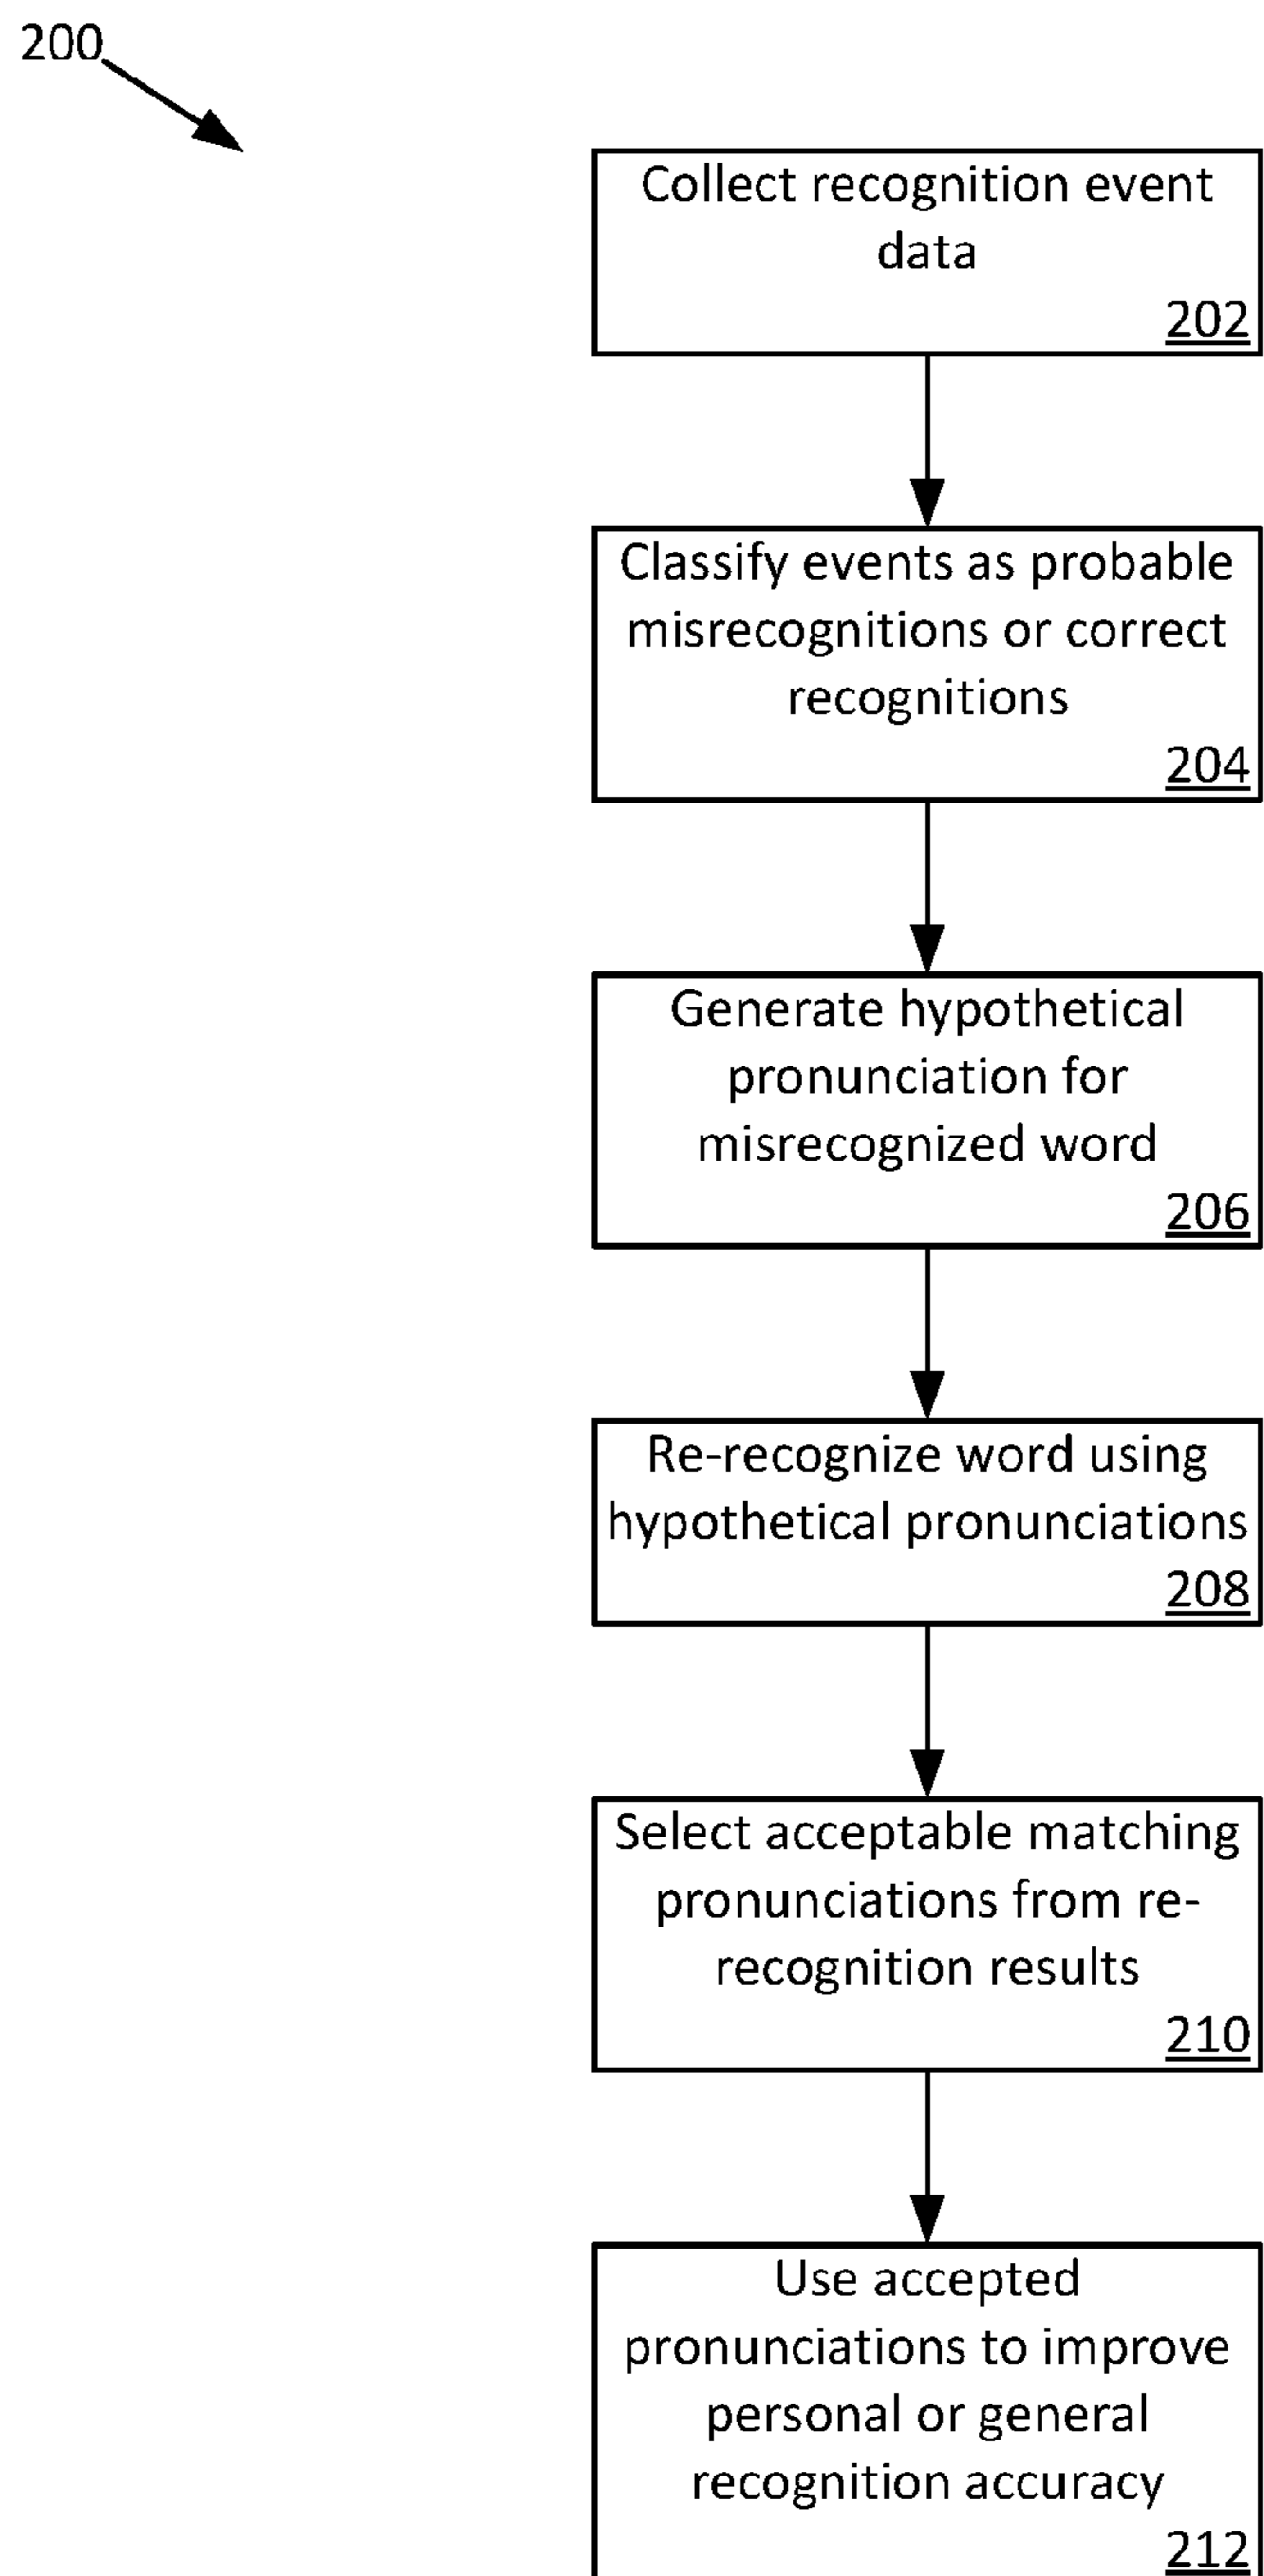 200
Collect recognition event
data
202
Classify events as probable
misrecognitions or correct
recognitions
204
Generate hypothetical
pronunciation for
misrecognized word
206
Re-recognize word using
hypothetical pronunciations
208
Select acceptable matching
pronunciations from re-
recognition results
210
Use accepted
pronunciations to improve
personal or general
recognition accuracy
212